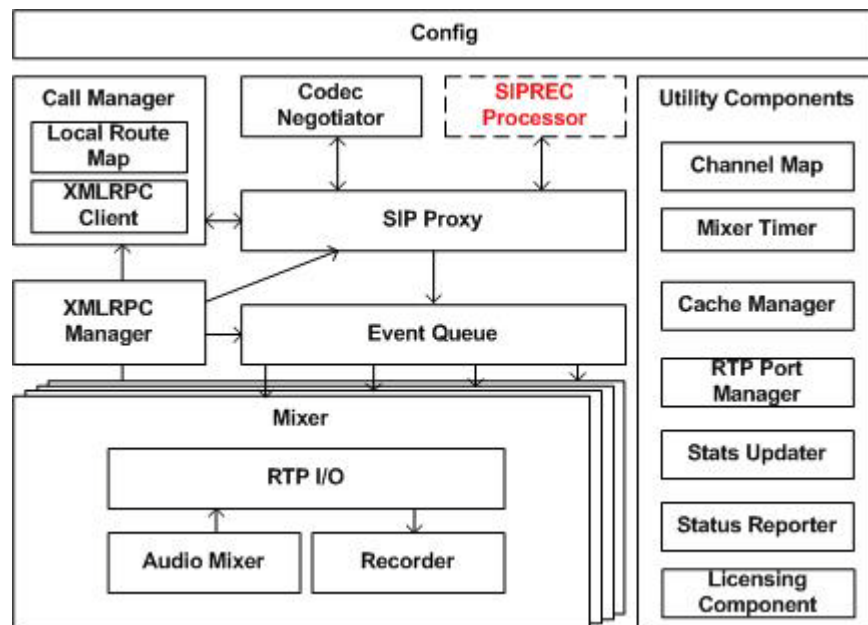 Config
Call Manager
Local Route
Map
XMLRPC
Client
Codec
Negotiator
SIPREC
Processor
SIP Proxy
XMLRPC
Manager
Event Queue
Mixer
RTP I/O
Audio Mixer
Recorder
Utility Components
Channel Map
Mixer Timer
Cache Manager
RTP Port
Manager
Stats Updater
Status Reporter
Licensing
Component